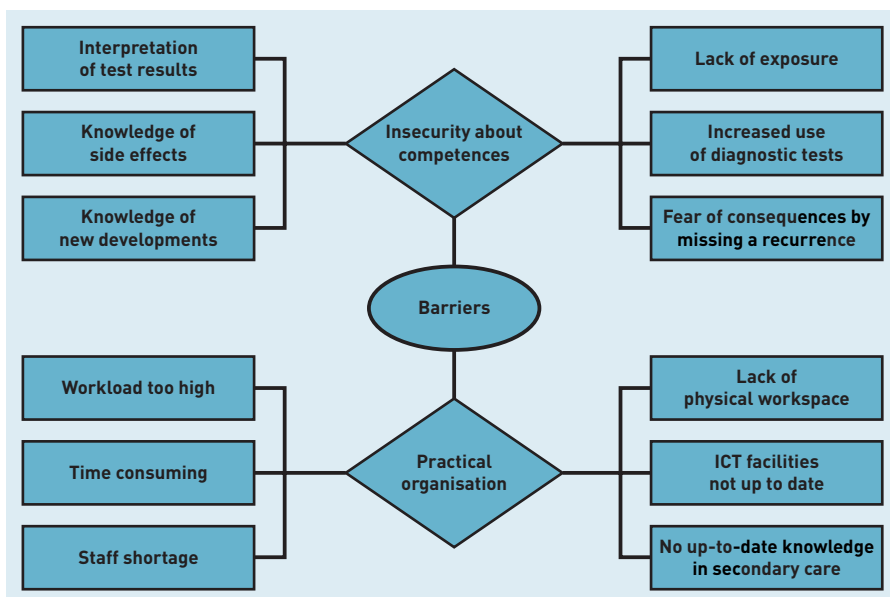 Interpretation
of test results
Knowledge of
side effects
Knowledge of
new developments
Insecurity about
competences
Lack of exposure
Increased use
of diagnostic tests
Fear of consequences by
missing a recurrence
Barriers
Workload too high
Time consuming
Staff shortage
Practical
organisation
Lack of
physical workspace
ICT facilities
not up to date
No up-to-date knowledge
in secondary care